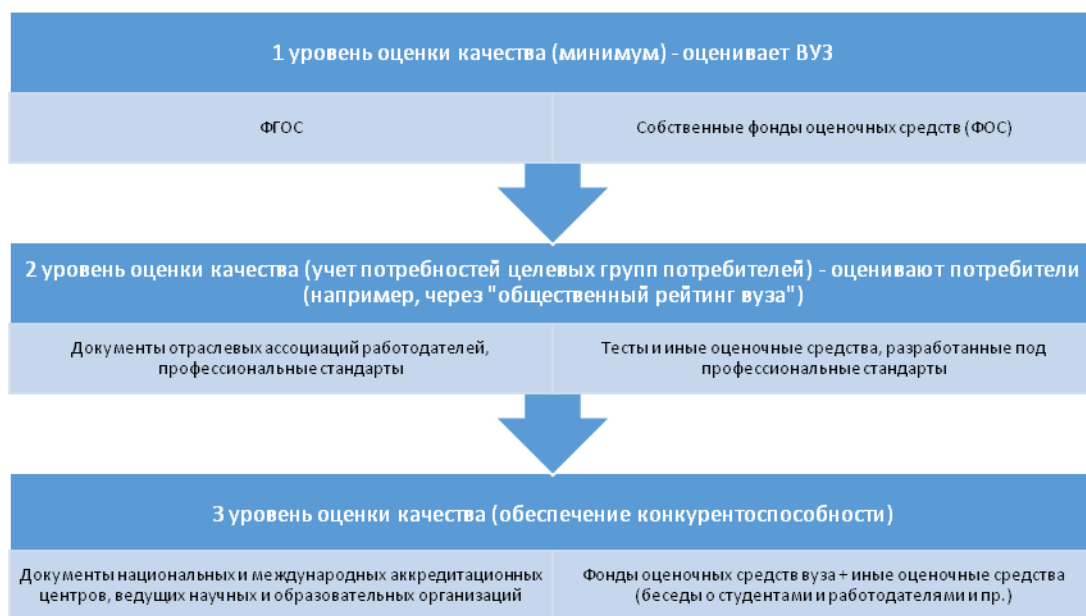 1 уровень оценки качества (минимум) - оценивает ВУЗ
ФГОС
Собственные фонды оценочных средств (ФОС)
2 уровень оценки качества (учет потребностей целевых групп потребителей) - оценивают потребители
(например, через "общественный рейтинг вуза")
Документы отраслевых ассоциаций работодателей,
профессиональные стандарты
Тесты и иные оценочные средства, разработанные под
профессиональные стандарты
3 уровень оценки качества (обеспечение конкурентоспособности)
Документы национальных и международных аккредитационных
центров, ведущих научных и образовательных организаций
Фонды оценочных средств вуза + иные оценочные средства
(беседы о студентами и работодателями и пр.)